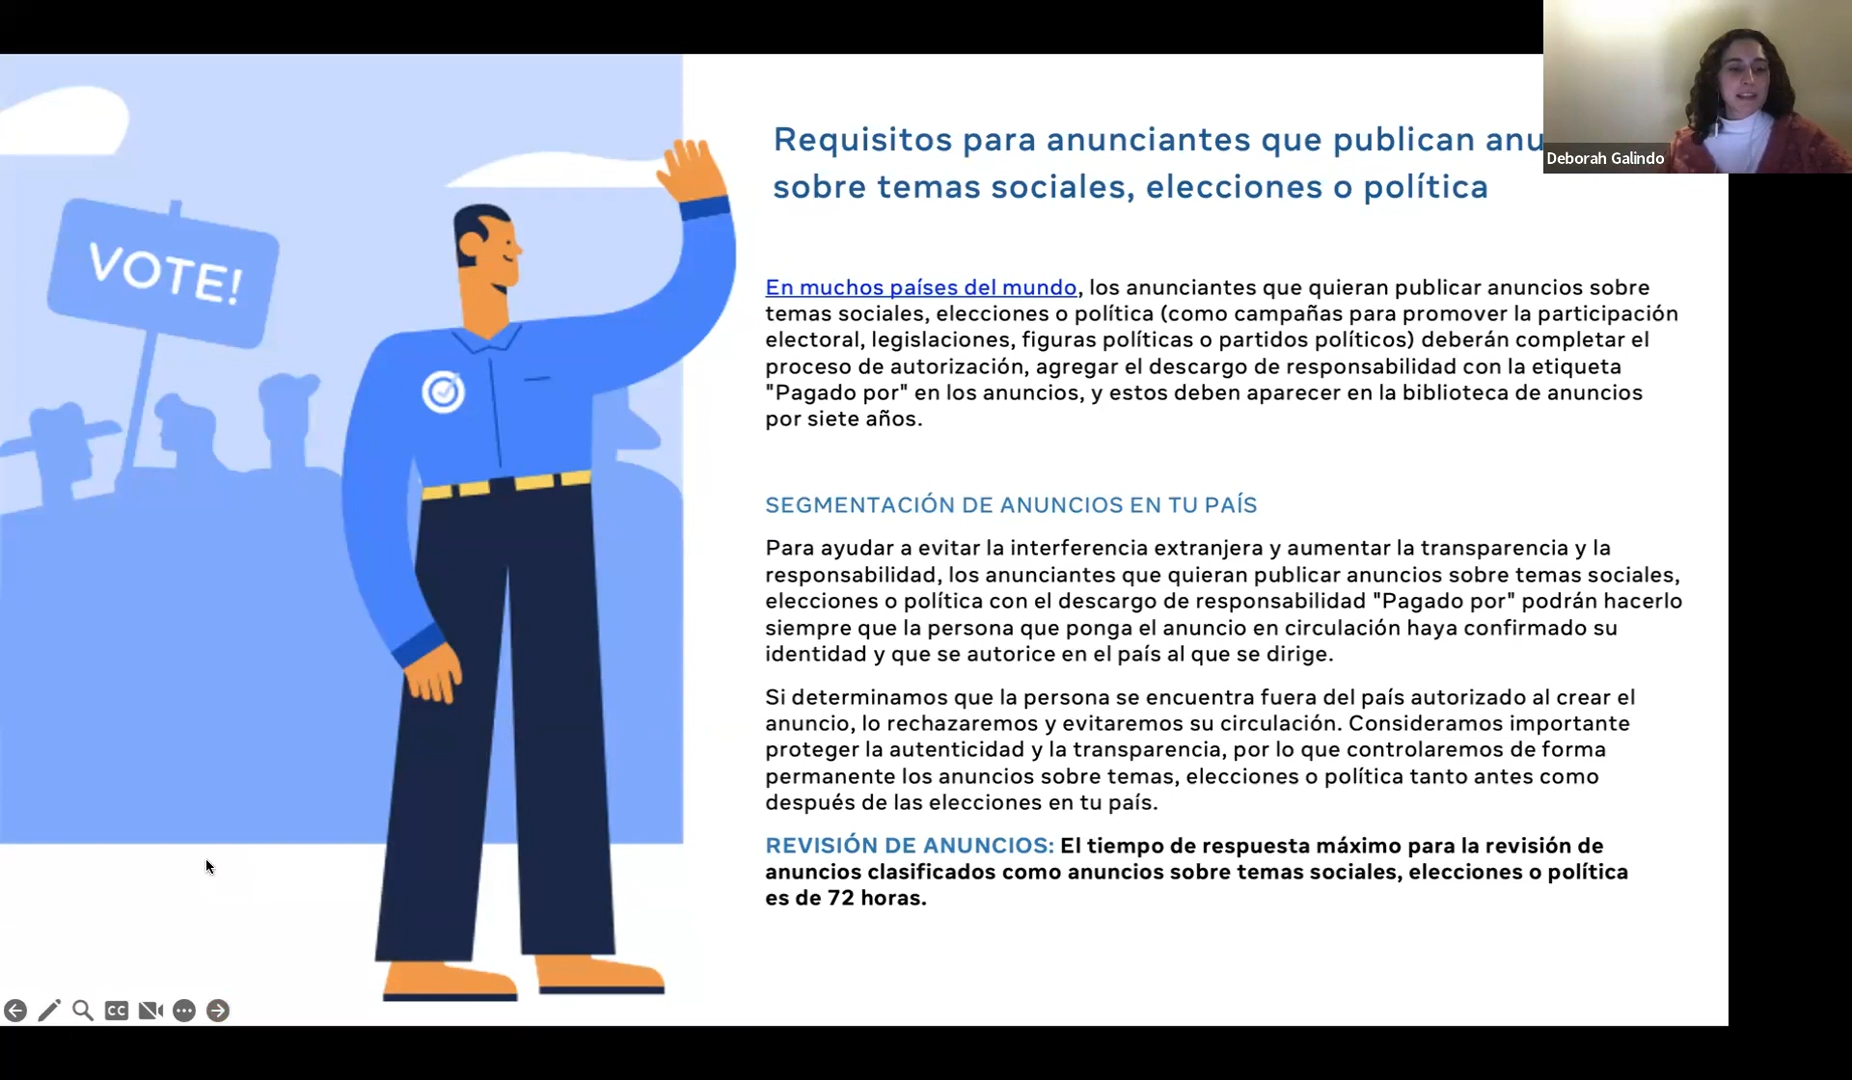 VOTE!
Requisitos para anunciantes que publican anu
sobre temas sociales, elecciones o política
Deborah Galindo
En muchos países del mundo, los anunciantes que quieran publicar anuncios sobre
temas sociales, elecciones o política (como campañas para promover la participación
electoral, legislaciones, figuras políticas o partidos políticos) deberán completar el
proceso de autorización, agregar el descargo de responsabilidad con la etiqueta
"Pagado por" en los anuncios, y estos deben aparecer en la biblioteca de anuncios
por siete años.
SEGMENTACIÓN DE ANUNCIOS EN TU PAÍS
Para ayudar a evitar la interferencia extranjera y aumentar la transparencia y la
responsabilidad, los anunciantes que quieran publicar anuncios sobre temas sociales,
elecciones o política con el descargo de responsabilidad "Pagado por" podrán hacerlo
siempre que la persona que ponga el anuncio en circulación haya confirmado su
identidad y que se autorice en el país al que se dirige.
Si determinamos que la persona se encuentra fuera del país autorizado al crear el
anuncio, lo rechazaremos y evitaremos su circulación. Consideramos importante
proteger la autenticidad y la transparencia, por lo que controlaremos de forma
permanente los anuncios sobre temas, elecciones o política tanto antes como
después de las elecciones en tu país.
REVISIÓN DE ANUNCIOS: El tiempo de respuesta máximo para la revisión de
anuncios clasificados como anuncios sobre temas sociales, elecciones o política
es de 72 horas.
CC